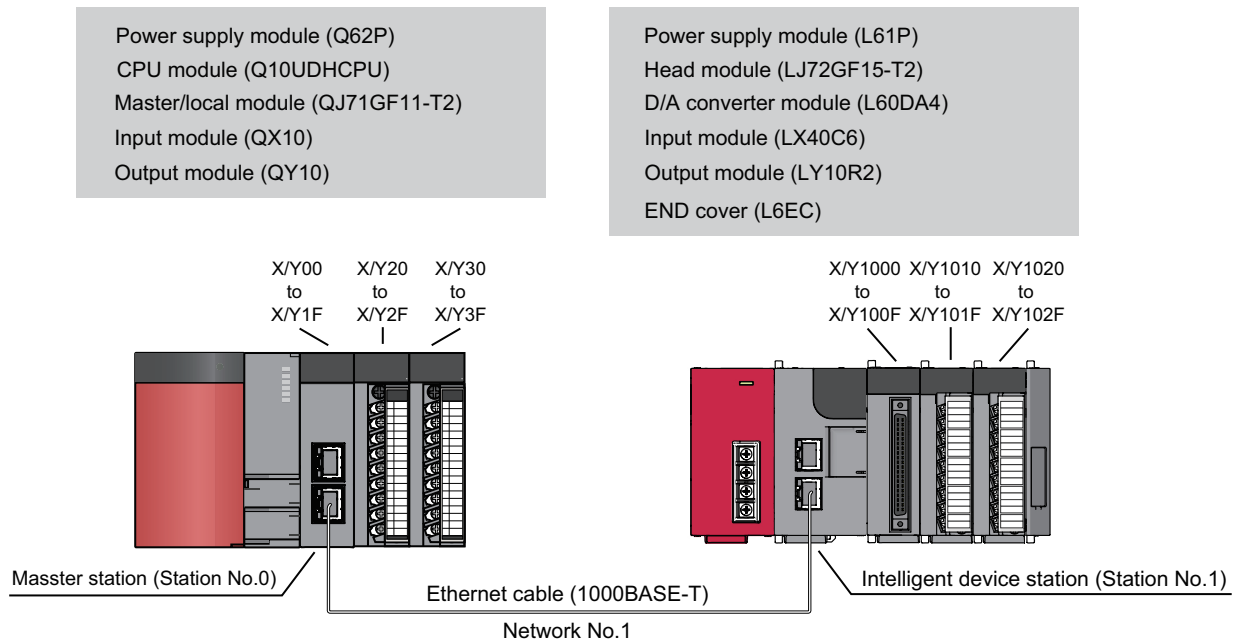 Power supply module (Q62P)
CPU module (Q10UDHCPU)
Master/local module (QJ71GF11-T2)
Input module (QX10)
Output module (QY10)
Power supply module (L61P)
Head module (LJ72GF15-T2)
D/A converter module (L60DA4)
Input module (LX40C6)
Output module (LY10R2)
END cover (L6EC)
X/Y00 X/Y20 X/Y30
to to to
X/Y1F X/Y2F X/Y3F
X/Y1000 X/Y1010 X/Y1020
to to to
X/Y100F X/Y101F X/Y102F
Masster station (Station No.0)
Ethernet cable (1000BASE-T)
Intelligent device station (Station No.1)
Network No.1